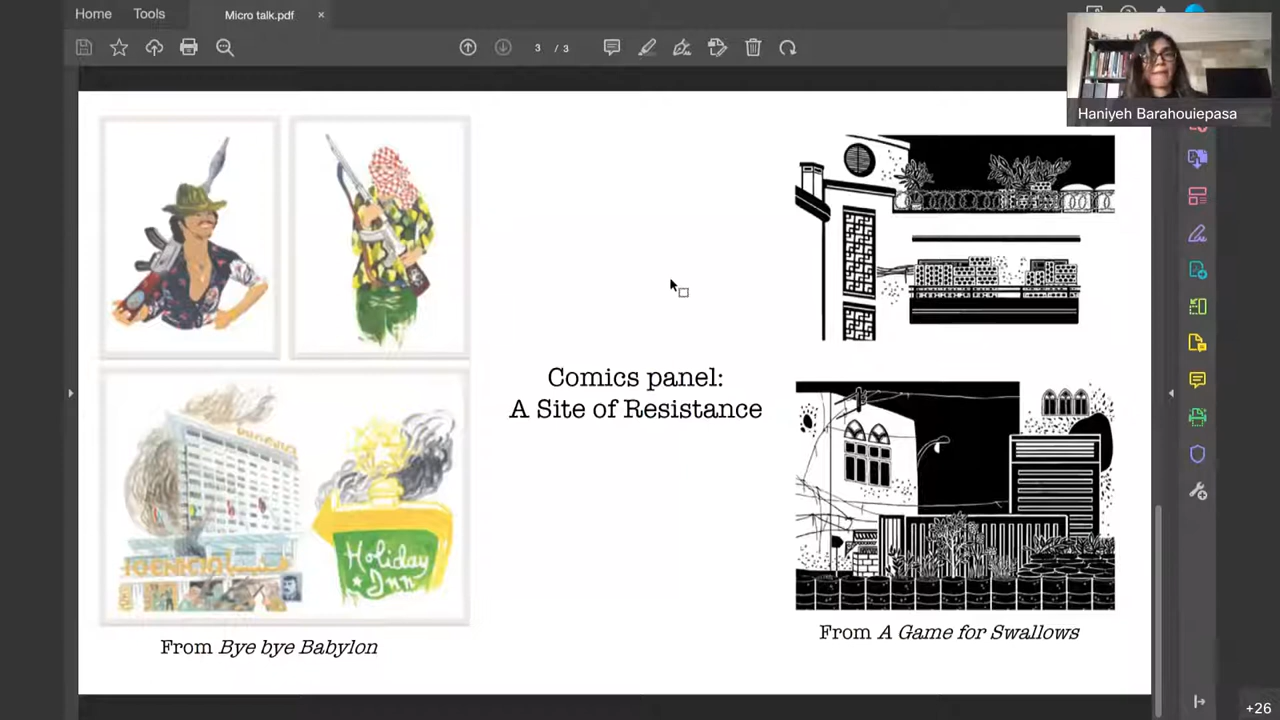 Home
Tools
Micro talk.pdf
3 / 3
Haniyeh Barahouiepasa
Comics panel:
A Site of Resistance
Holiday
Inn
From Bye bye Babylon
From A Game for Swallows
+26